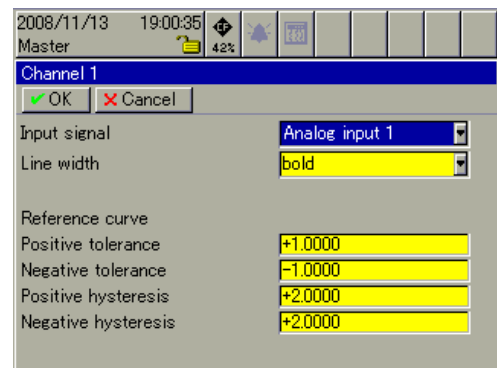 2008/11/13 19:00:35
Master
CF
42%
Channel 1
OK Cancel
Input signal Analog input 1
Line width bold
Reference curve
Positive tolerance +1.0000
Negative tolerance -1.0000
Positive hysteresis +2.0000
Negative hysteresis +2.0000